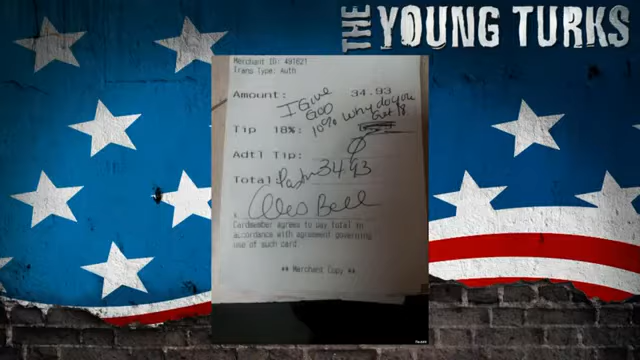 THE YOUNG TURKS
Merchant ID: 491621
Trans Type: Auth
Amount: 34.93
I Give
God
10% why do you
Get 18
Tip 18%:
Adtl Tip: 0
Total: 34.93
Cardmember agrees to pay total in
accordance with agreement governing
use of such card
** Merchant Copy **